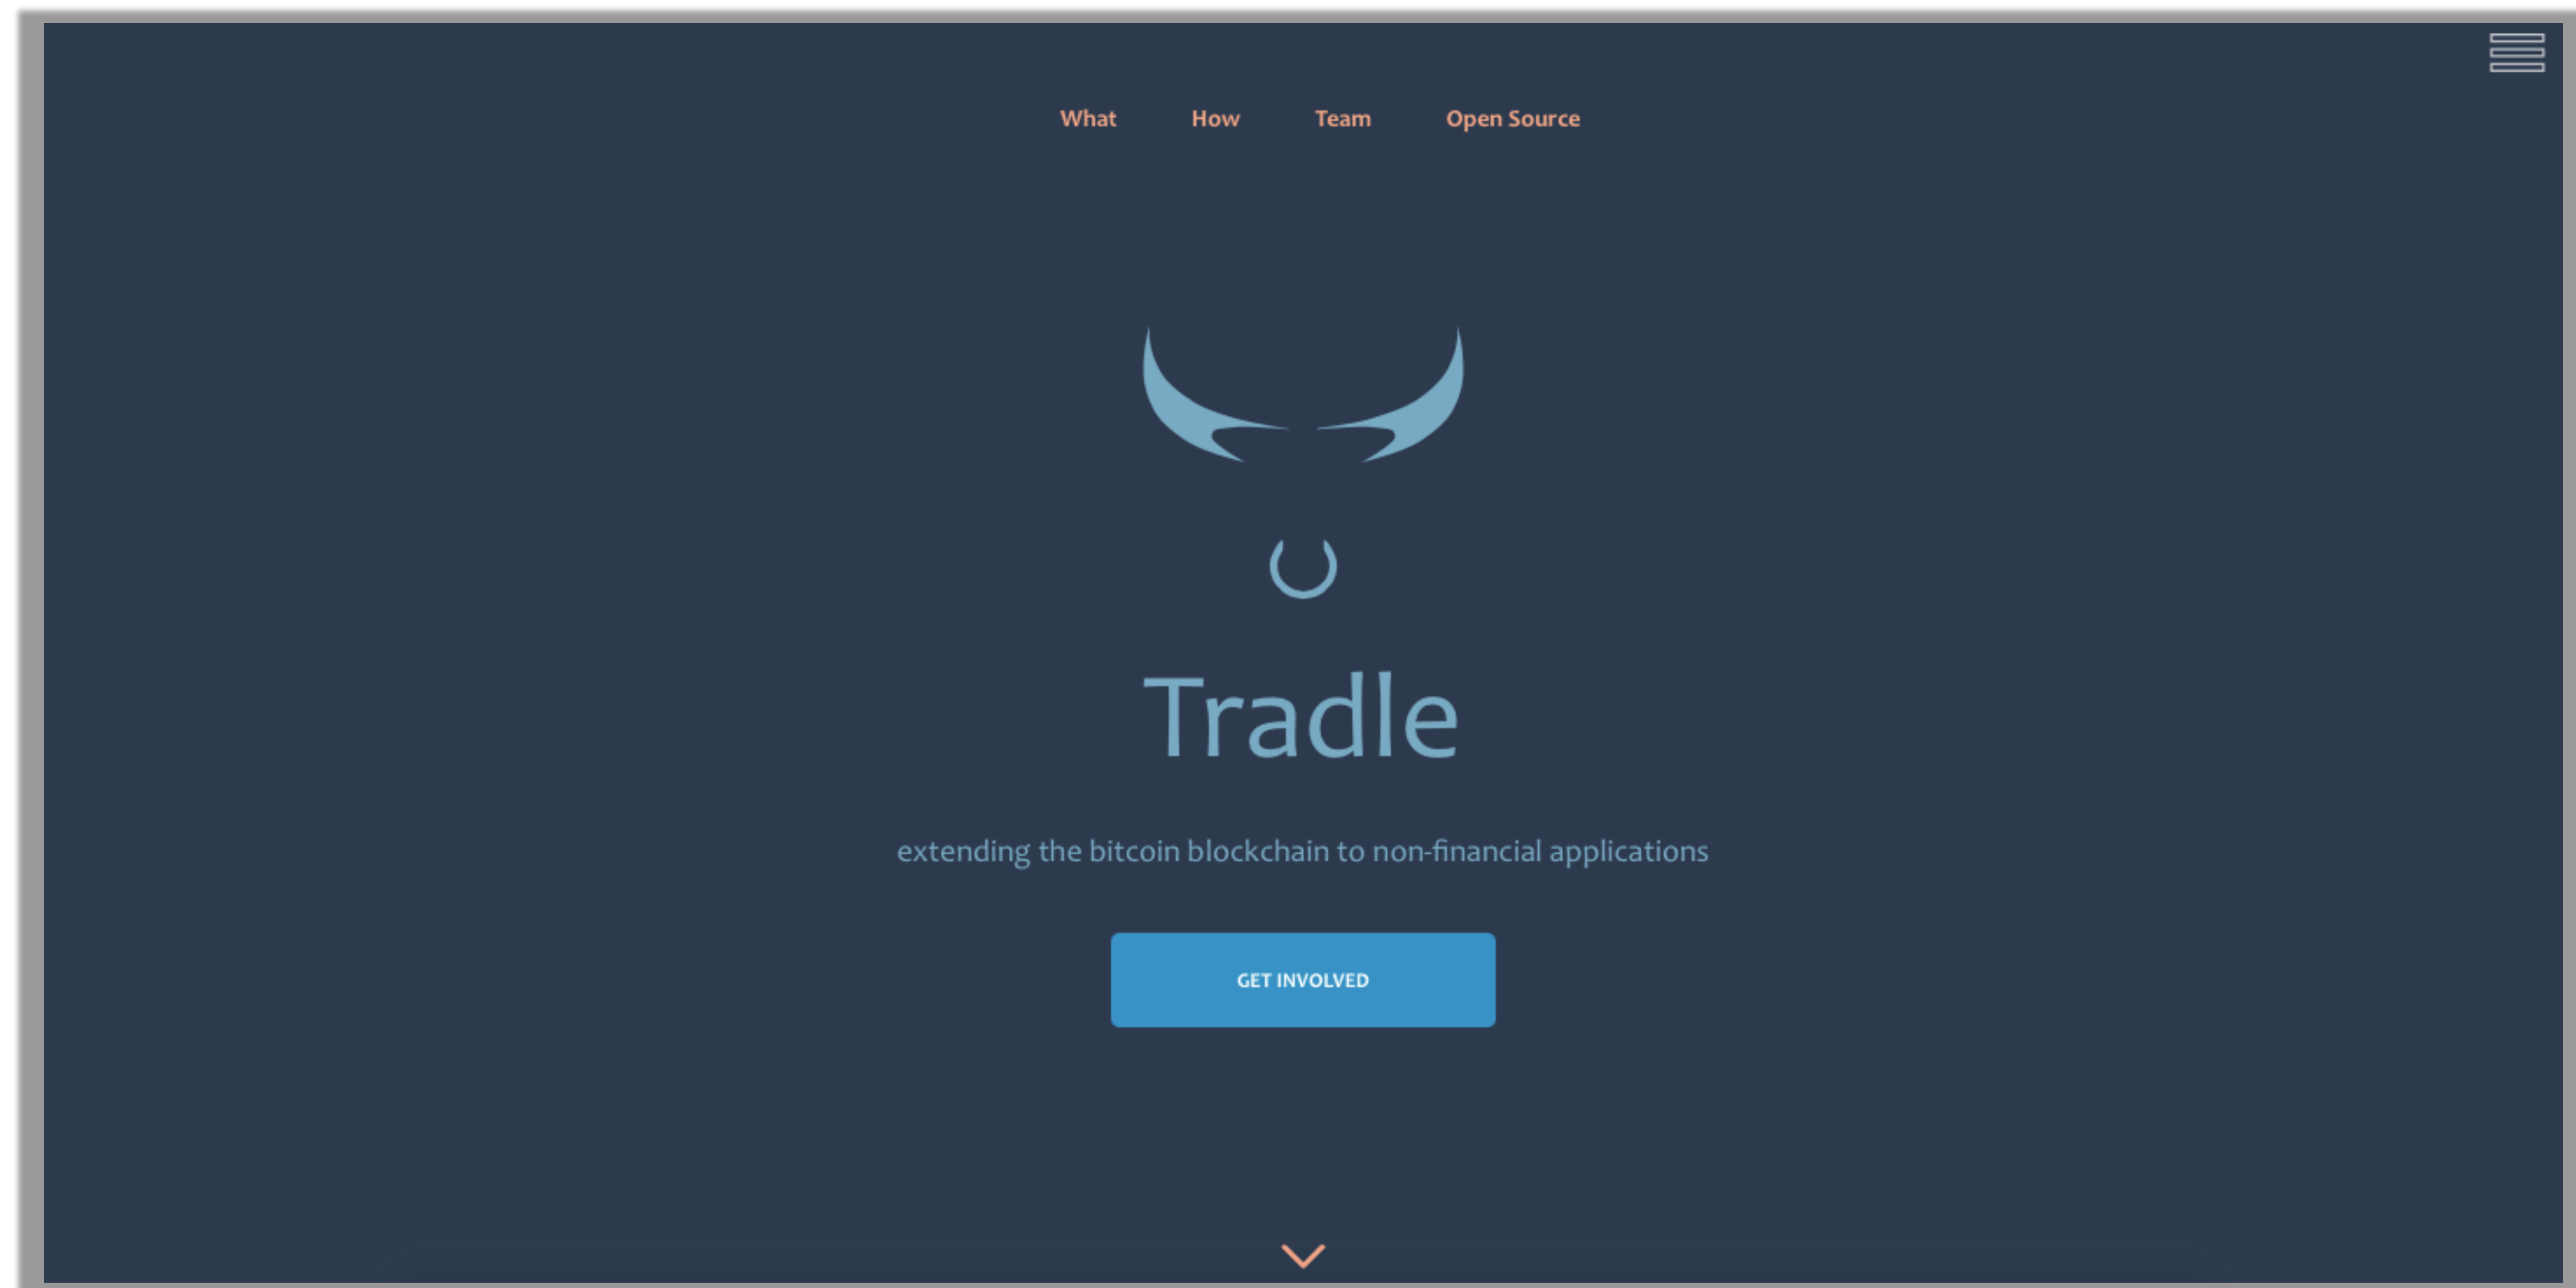 What How Team Open Source
Tradle
extending the bitcoin blockchain to non-financial applications
GET INVOLVED